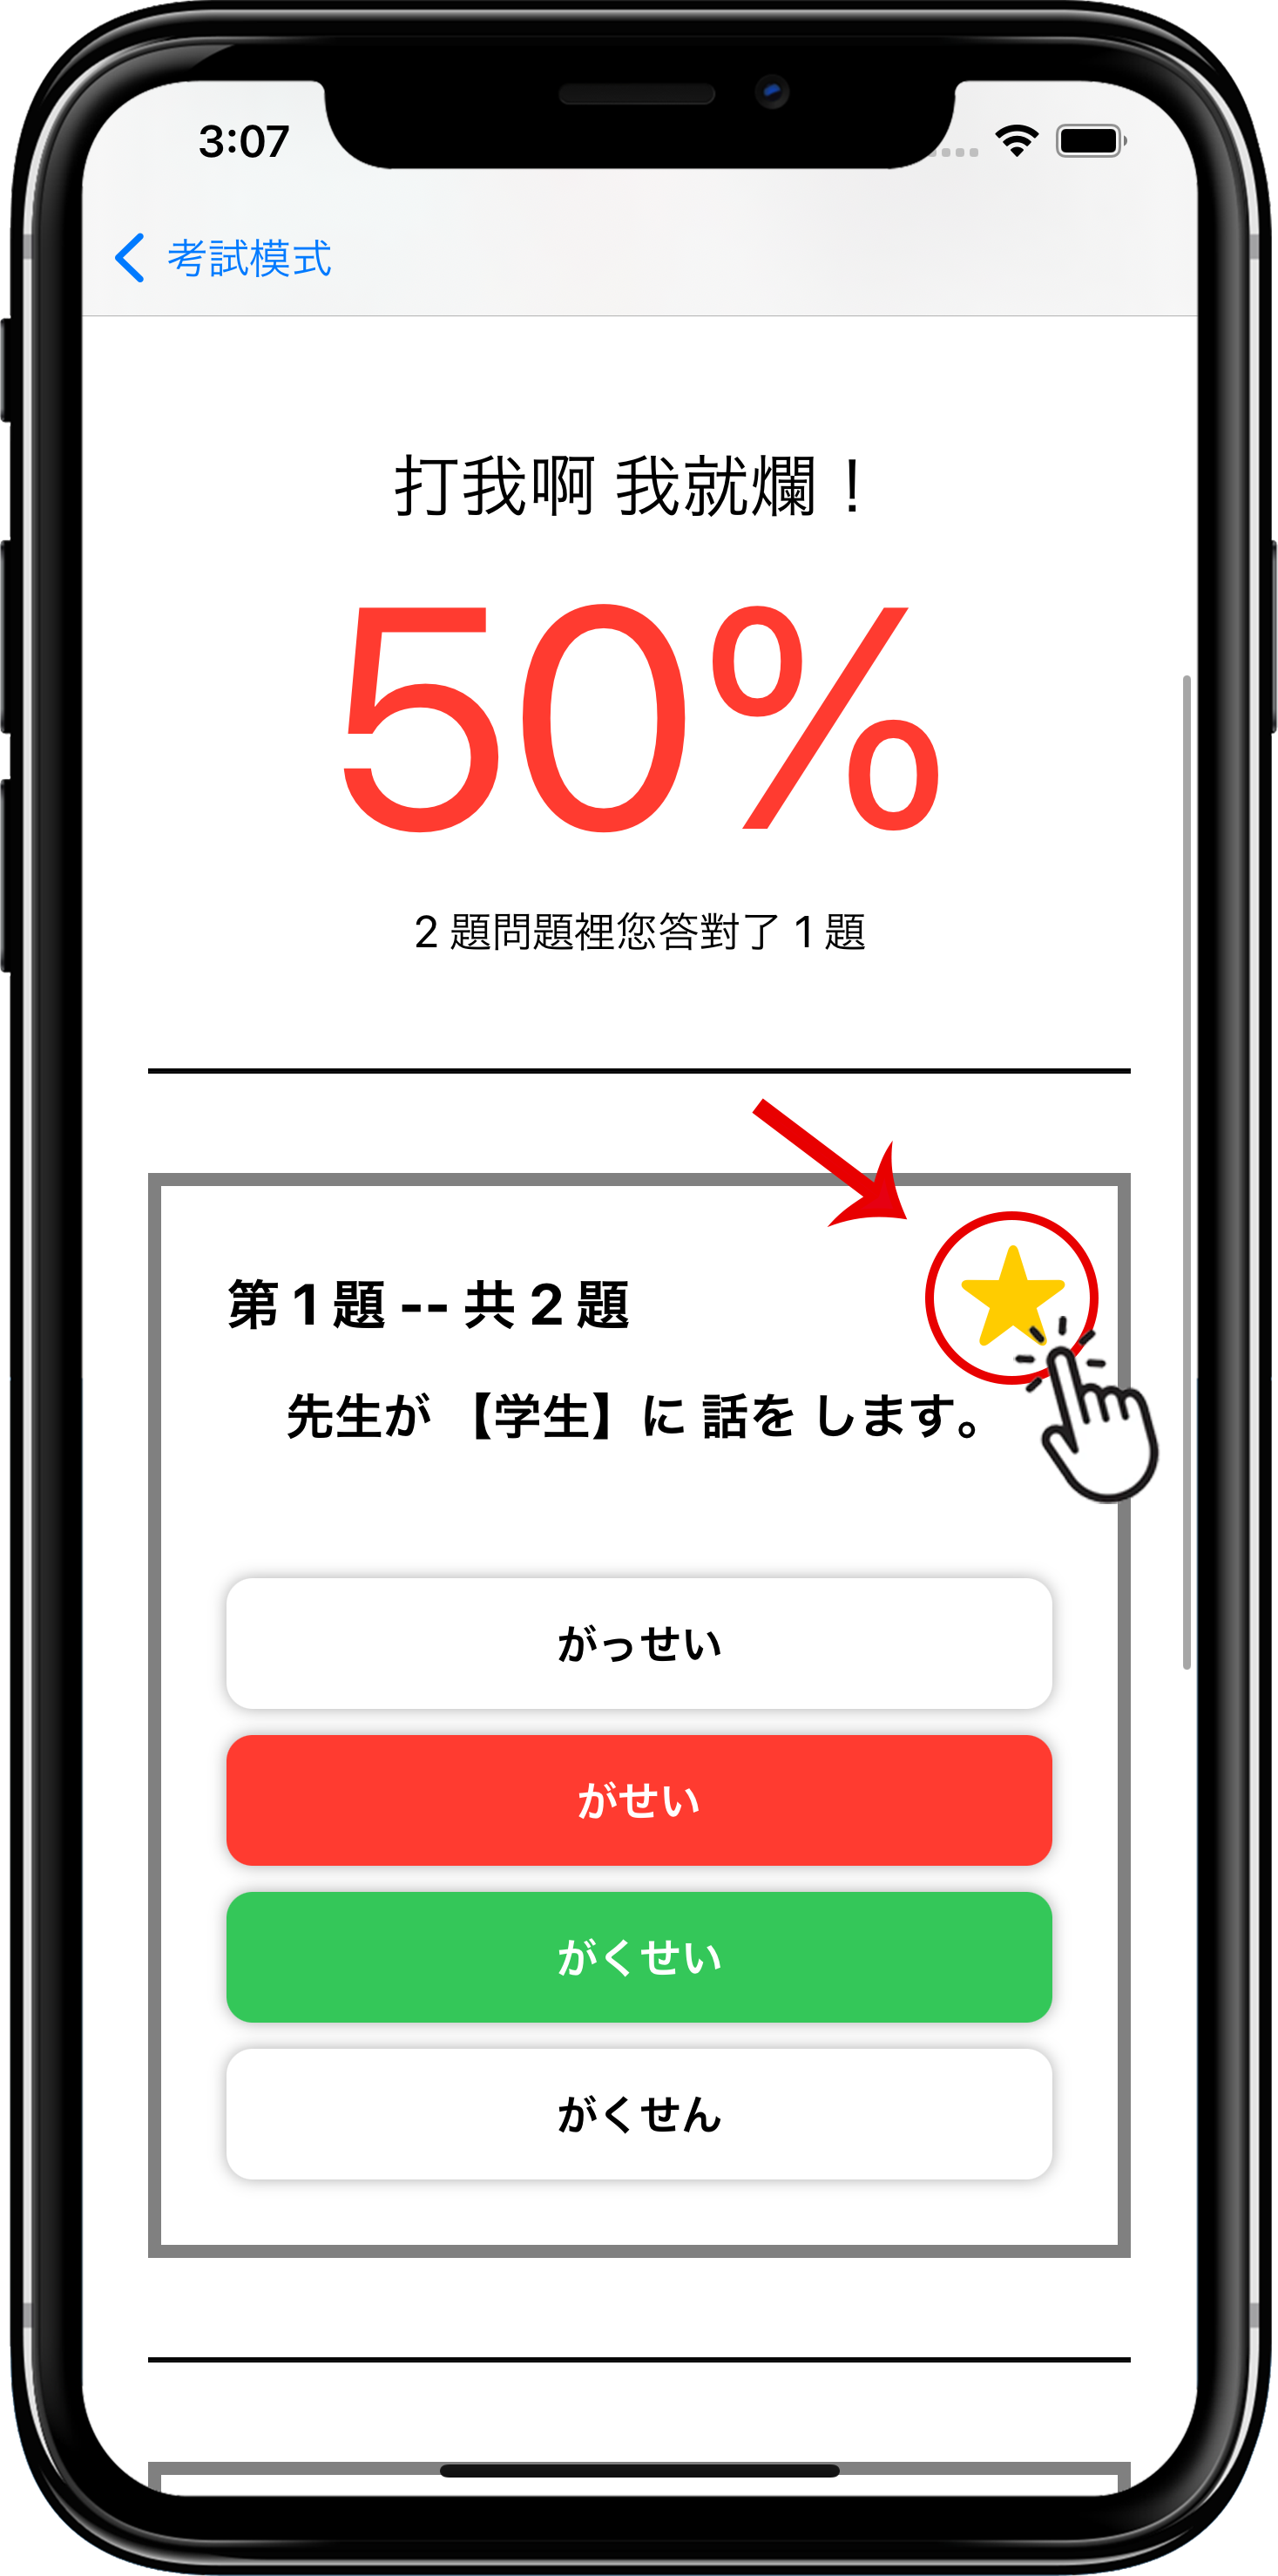 3:07
考試模式
打我啊 我就爛！
50%
2 題問題裡您答對了 1 題
第 1 題 -- 共 2 題
先生が 【学生】に 話を します。
がっせい
がせい
がくせい
がくせん